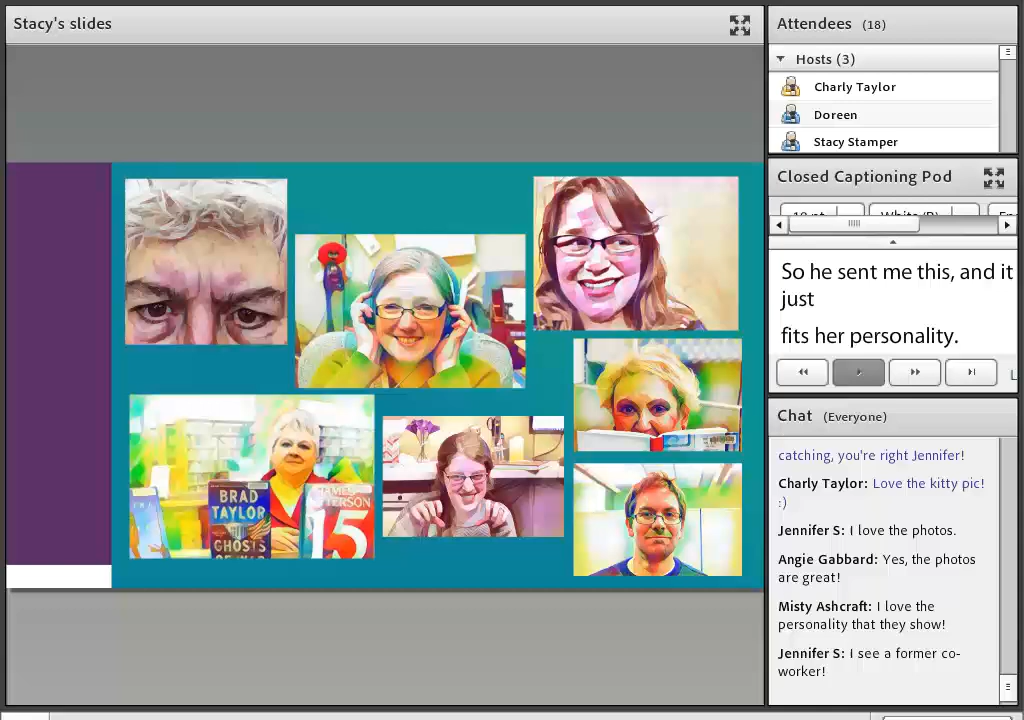 Stacy's slides
BRAD
TAYLOR
GHOSTS
15
Attendees (18)
Hosts (3)
Charly Taylor
Doreen
Stacy Stamper
Closed Captioning Pod
So he sent me this, and it
just
fits her personality.
Chat (Everyone)
catching, you're right Jennifer!
Charly Taylor: Love the kitty pic!
:)
Jennifer S: I love the photos.
Angie Gabbard: Yes, the photos
are great!
Misty Ashcraft: I love the
personality that they show!
Jennifer S: I see a former co-
worker!